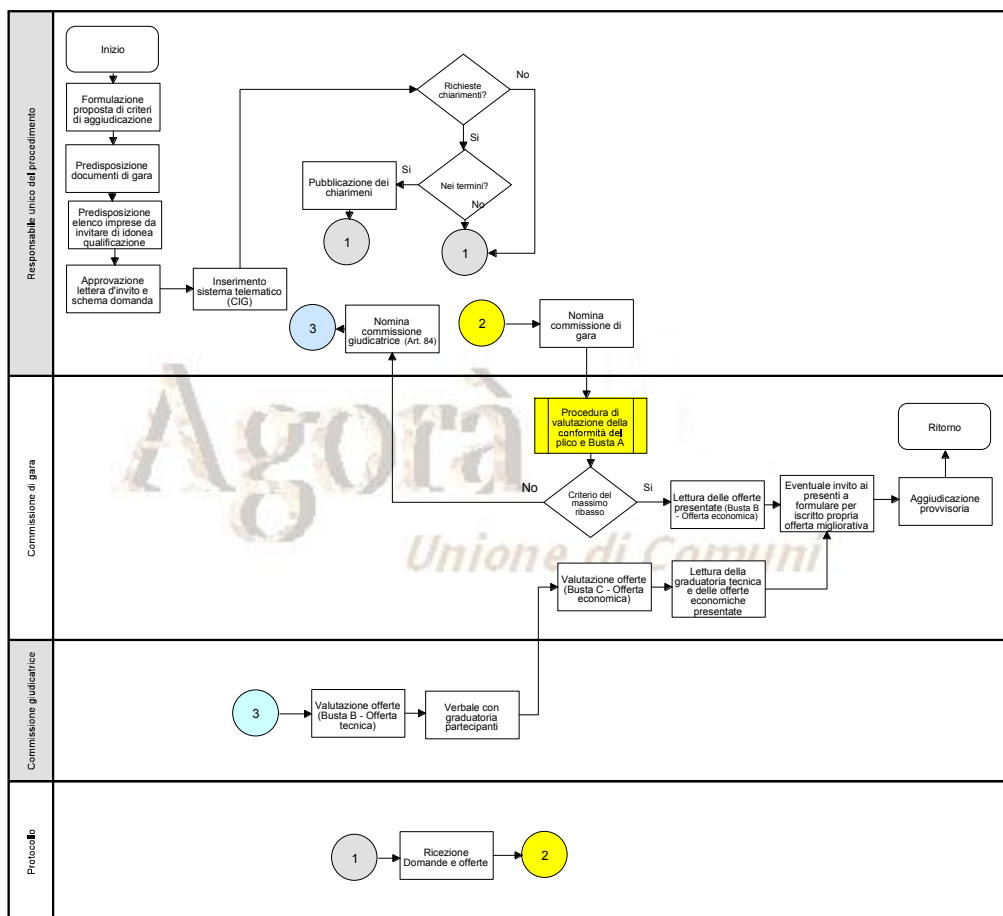 Responsabile unico del procedimento
Inizio
Formulazione
proposta di criteri
di aggiudicazione
Predisposizione
documenti di gara
Predisposizione
elenco imprese da
invitare di idonea
qualificazione
Approvazione
lettera d'invito e
schema domanda
Inserimento
sistema telematico
(CIG)
Richieste
chiarimenti?
No
Si
Nei termini?
Si
No
Pubblicazione dei
chiarimeni
1
1
3
Nomina
commissione
giudicatrice (Art. 84)
2
Nomina
commissione di
gara
Commissione di gara
Agorà
Unione di Comuni
Procedura di
valutazione della
conformità del
plico e Busta A
Criterio del
massimo
ribasso
No
Si
Lettura delle offerte
presentate (Busta B
- Offerta economica)
Eventuale invito ai
presenti a
formulare per
iscritto propria
offerta migliorativa
Aggiudicazione
provvisoria
Ritorno
Valutazione offerte
(Busta C - Offerta
economica)
Lettura della
graduatoria tecnica
e delle offerte
economiche
presentate
Commissione giudicatrice
3
Valutazione offerte
(Busta B - Offerta
tecnica)
Verbale con
graduatoria
partecipanti
Protocollo
1
Ricezione
Domande e offerte
2